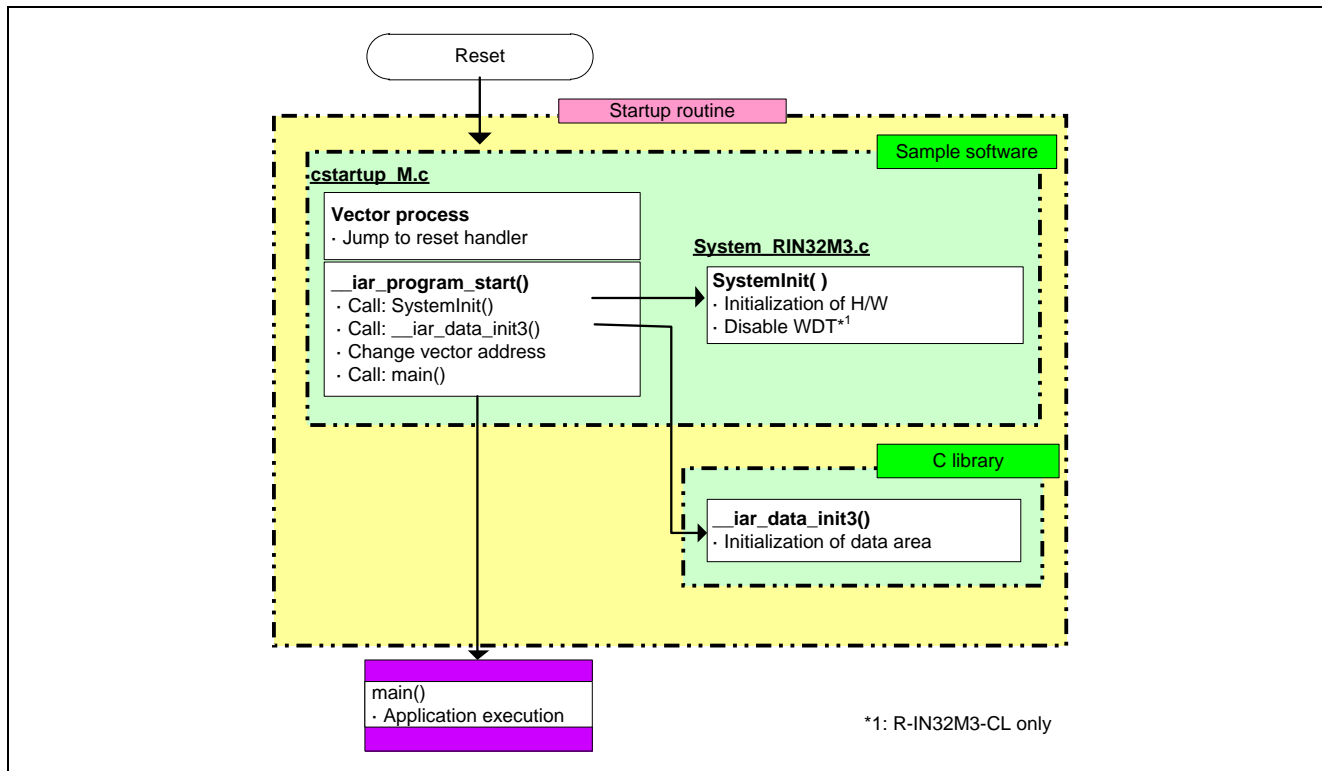 Reset
Startup routine
Sample software
cstartup_M.c
Vector process
· Jump to reset handler
__iar_program_start()
· Call: SystemInit()
· Call: __iar_data_init3()
· Change vector address
· Call: main()
System_RIN32M3.c
SystemInit( )
· Initialization of H/W
· Disable WDT*1
C library
__iar_data_init3()
· Initialization of data area
main()
· Application execution
*1: R-IN32M3-CL only